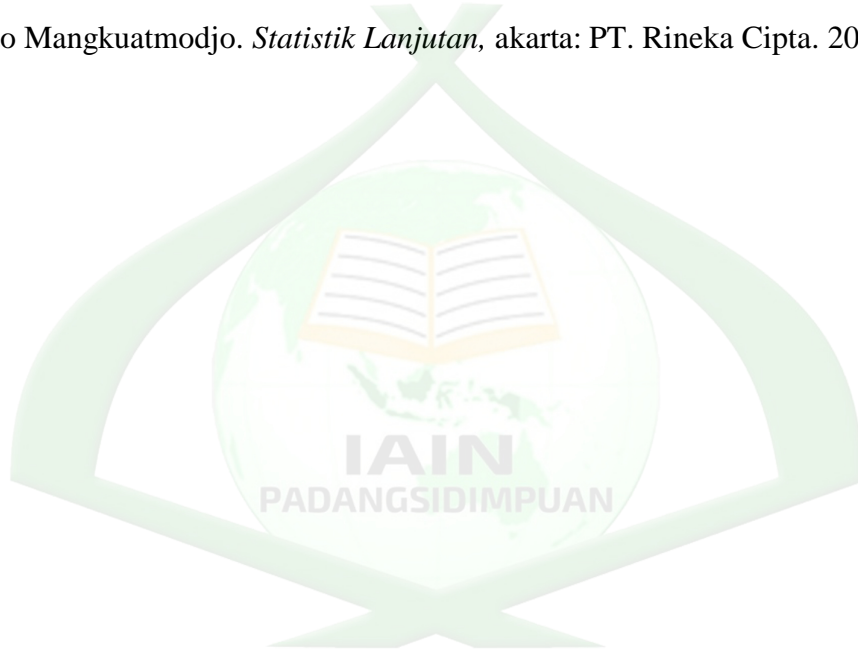 o Mangkuatmodjo. Statistik Lanjutan, akarta: PT. Rineka Cipta. 20
IAIN
PADANGSIDIMPUAN